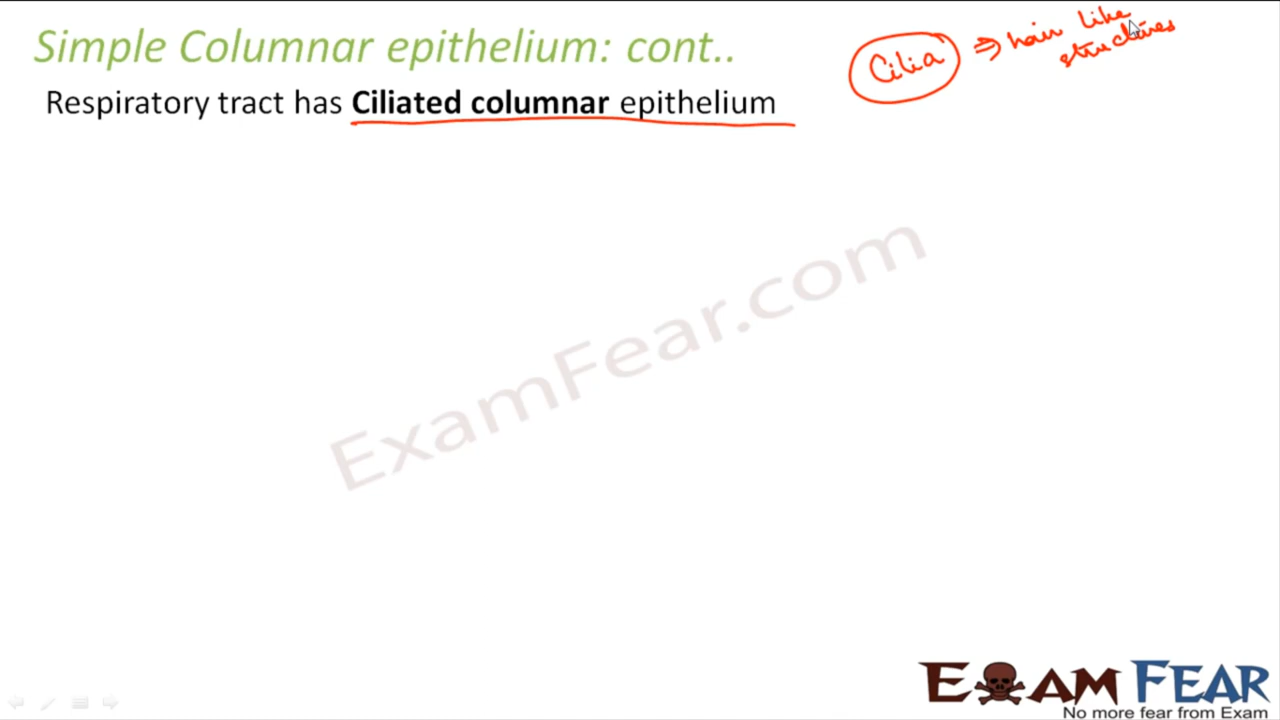 Simple Columnar epithelium: cont..
Cilia ⇒ hair like
structures
Respiratory tract has Ciliated columnar epithelium
ExamFear.com
EXAM FEAR
No more fear from Exam